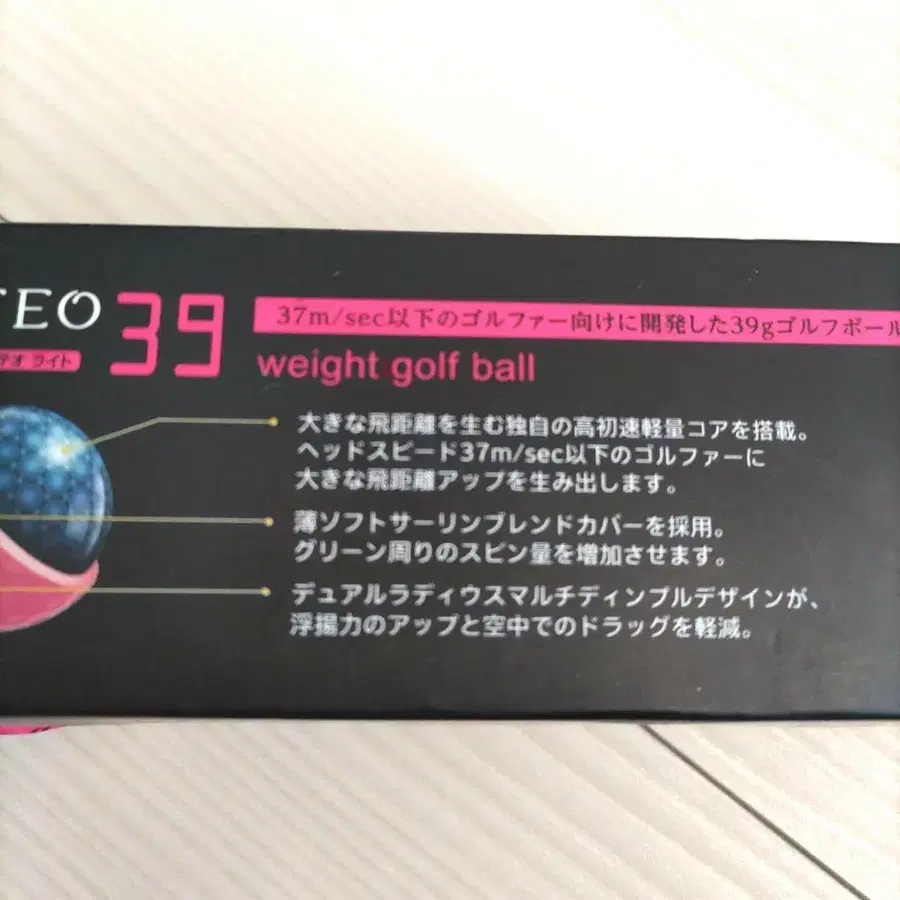 TEO 39
テオ ライト
37m/sec以下のゴルファー向けに開発した39gゴルフボール
weight golf ball
大きな飛距離を生む独自の高初速軽量コアを搭載。
ヘッドスピード37m/sec以下のゴルファーに
大きな飛距離アップを生み出します。
薄ソフトサーリンブレンドカバーを採用。
グリーン周りのスピン量を増加させます。
デュアルラディウスマルチディンプルデザインが、
浮揚力のアップと空中でのドラッグを軽減。